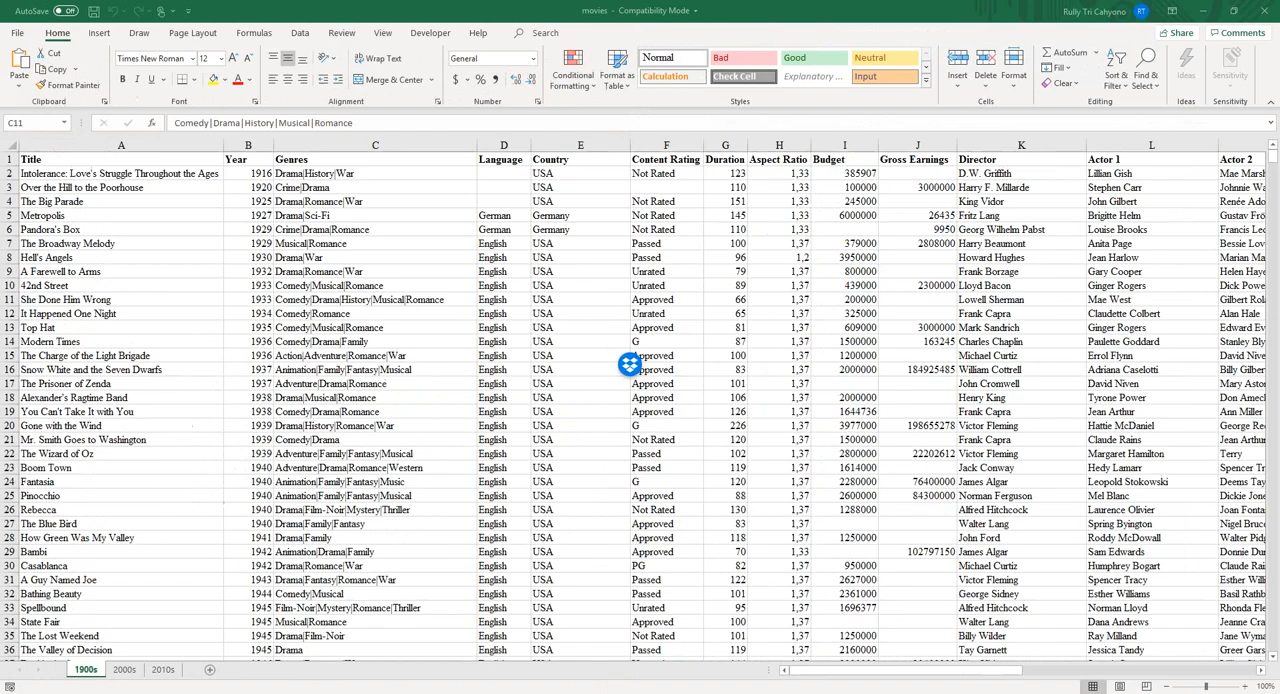 AutoSave Off
movies - Compatibility Mode
Rully Tri Cahyono RT
File Home Insert Draw Page Layout Formulas Data Review View Developer Help Search Share Comments
Paste Cut Copy Format Painter Clipboard
Times New Roman 12 B I U Font
Wrap Text Merge & Center Alignment
General $ % Number
Conditional Formatting Format as Table
Normal Bad Good Neutral
Calculation Check Cell Explanatory ... Input
Styles
Insert Delete Format Cells
AutoSum Fill Clear Sort & Filter Find & Select Editing
Ideas Ideas Sensitivity Sensitivity
C11 fx Comedy|Drama|History|Musical|Romance
A B C D E F G H I J K L
1 Title Year Genres Language Country Content Rating Duration Aspect Ratio Budget Gross Earnings Director Actor 1 Actor 2
2 Intolerance: Love's Struggle Throughout the Ages 1916 Drama|History|War USA Not Rated 123 1,33 385907 D.W. Griffith Lillian Gish Mae Marsh
3 Over the Hill to the Poorhouse 1920 Crime|Drama USA 110 1,33 100000 3000000 Harry F. Millarde Stephen Carr Johnnie Wa
4 The Big Parade 1925 Drama|Romance|War USA Not Rated 151 1,33 245000 King Vidor John Gilbert Renée Ado
5 Metropolis 1927 Drama|Sci-Fi German Germany Not Rated 145 1,33 6000000 26435 Fritz Lang Brigitte Helm Gustav Frö
6 Pandora's Box 1929 Crime|Drama|Romance German Germany Not Rated 110 1,33 9950 Georg Wilhelm Pabst Louise Brooks Francis Lec
7 The Broadway Melody 1929 Musical|Romance English USA Passed 100 1,37 379000 2808000 Harry Beaumont Anita Page Bessie Lov
8 Hell's Angels 1930 Drama|War English USA Passed 96 1,2 3950000 Howard Hughes Jean Harlow Marian Ma
9 A Farewell to Arms 1932 Drama|Romance|War English USA Unrated 79 1,37 800000 Frank Borzage Gary Cooper Helen Haye
10 42nd Street 1933 Comedy|Musical|Romance English USA Unrated 89 1,37 439000 2300000 Lloyd Bacon Ginger Rogers Dick Powe
11 She Done Him Wrong 1933 Comedy|Drama|History|Musical|Romance English USA Approved 66 1,37 200000 Lowell Sherman Mae West Gilbert Rol
12 It Happened One Night 1934 Comedy|Romance English USA Unrated 65 1,37 325000 Frank Capra Claudette Colbert Alan Hale
13 Top Hat 1935 Comedy|Musical|Romance English USA Approved 81 1,37 609000 3000000 Mark Sandrich Ginger Rogers Edward Ev
14 Modern Times 1936 Comedy|Drama|Family English USA G 87 1,37 1500000 163245 Charles Chaplin Paulette Goddard Stanley Bly
15 The Charge of the Light Brigade 1936 Action|Adventure|Romance|War English USA Approved 100 1,37 1200000 Michael Curtiz Errol Flynn David Nive
16 Snow White and the Seven Dwarfs 1937 Animation|Family|Fantasy|Musical English USA Approved 83 1,37 2000000 184925485 William Cottrell Adriana Caselotti Billy Gilber
17 The Prisoner of Zenda 1937 Adventure|Drama|Romance English USA Approved 101 1,37 John Cromwell David Niven Mary Asto
18 Alexander's Ragtime Band 1938 Drama|Musical|Romance English USA Approved 106 1,37 2000000 Henry King Tyrone Power Don Amec
19 You Can't Take It with You 1938 Comedy|Drama|Romance English USA Approved 126 1,37 1644736 Frank Capra Jean Arthur Ann Miller
20 Gone with the Wind 1939 Drama|History|Romance|War English USA G 226 1,37 3977000 198655278 Victor Fleming Hattie McDaniel George Ree
21 Mr. Smith Goes to Washington 1939 Comedy|Drama English USA Not Rated 120 1,37 1500000 Frank Capra Claude Rains Jean Arthur
22 The Wizard of Oz 1939 Adventure|Family|Fantasy|Musical English USA Passed 102 1,37 2800000 22202612 Victor Fleming Margaret Hamilton Terry
23 Boom Town 1940 Adventure|Drama|Romance|Western English USA Passed 119 1,37 1614000 Jack Conway Hedy Lamarr Spencer Tr
24 Fantasia 1940 Animation|Family|Fantasy|Music English USA G 120 1,37 2280000 76400000 James Algar Leopold Stokowski Deems Tay
25 Pinocchio 1940 Animation|Family|Fantasy|Musical English USA Approved 88 1,37 2600000 84300000 Norman Ferguson Mel Blanc Dickie Jone
26 Rebecca 1940 Drama|Film-Noir|Mystery|Thriller English USA Not Rated 130 1,37 1288000 Alfred Hitchcock Laurence Olivier Joan Fonta
27 The Blue Bird 1940 Drama|Family|Fantasy English USA Approved 83 1,37 Walter Lang Spring Byington Nigel Bruc
28 How Green Was My Valley 1941 Drama|Family English USA Approved 118 1,37 1250000 John Ford Roddy McDowall Walter Pidg
29 Bambi 1942 Animation|Drama|Family English USA Approved 70 1,33 102797150 James Algar Sam Edwards Donnie Dun
30 Casablanca 1942 Drama|Romance|War English USA PG 82 1,37 950000 Michael Curtiz Humphrey Bogart Claude Rai
31 A Guy Named Joe 1943 Drama|Fantasy|Romance|War English USA Passed 122 1,37 2627000 Victor Fleming Spencer Tracy Esther Willi
32 Bathing Beauty 1944 Comedy|Musical English USA Passed 101 1,37 2361000 George Sidney Esther Williams Basil Rathb
33 Spellbound 1945 Film-Noir|Mystery|Romance|Thriller English USA Unrated 95 1,37 1696377 Alfred Hitchcock Norman Lloyd Rhonda Fle
34 State Fair 1945 Musical|Romance English USA Approved 100 1,37 Walter Lang Dana Andrews Jeanne Cra
35 The Lost Weekend 1945 Drama|Film-Noir English USA Not Rated 101 1,37 1250000 Billy Wilder Ray Milland Jane Wyma
36 The Valley of Decision 1945 Drama English USA Passed 119 1,37 2160000 Tay Garnett Jessica Tandy Greer Gars
1900s 2000s 2010s
100%